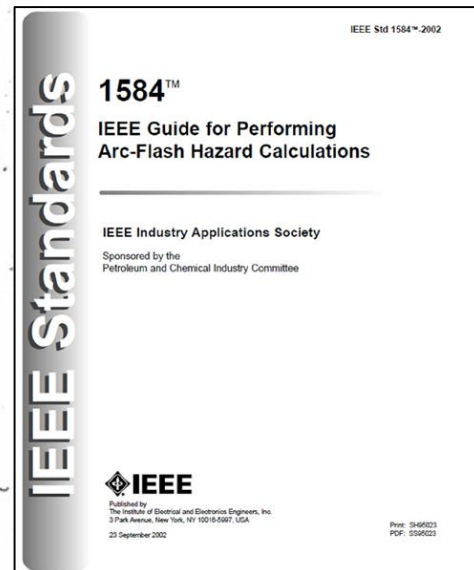 IEEE Std 1584™-2002
IEEE Standards
1584™
IEEE Guide for Performing
Arc-Flash Hazard Calculations
IEEE Industry Applications Society
Sponsored by the
Petroleum and Chemical Industry Committee
IEEE
Published by
The Institute of Electrical and Electronics Engineers, Inc.
3 Park Avenue, New York, NY 10016-5997, USA
23 September 2002
Print: SH95023
PDF: SS95023